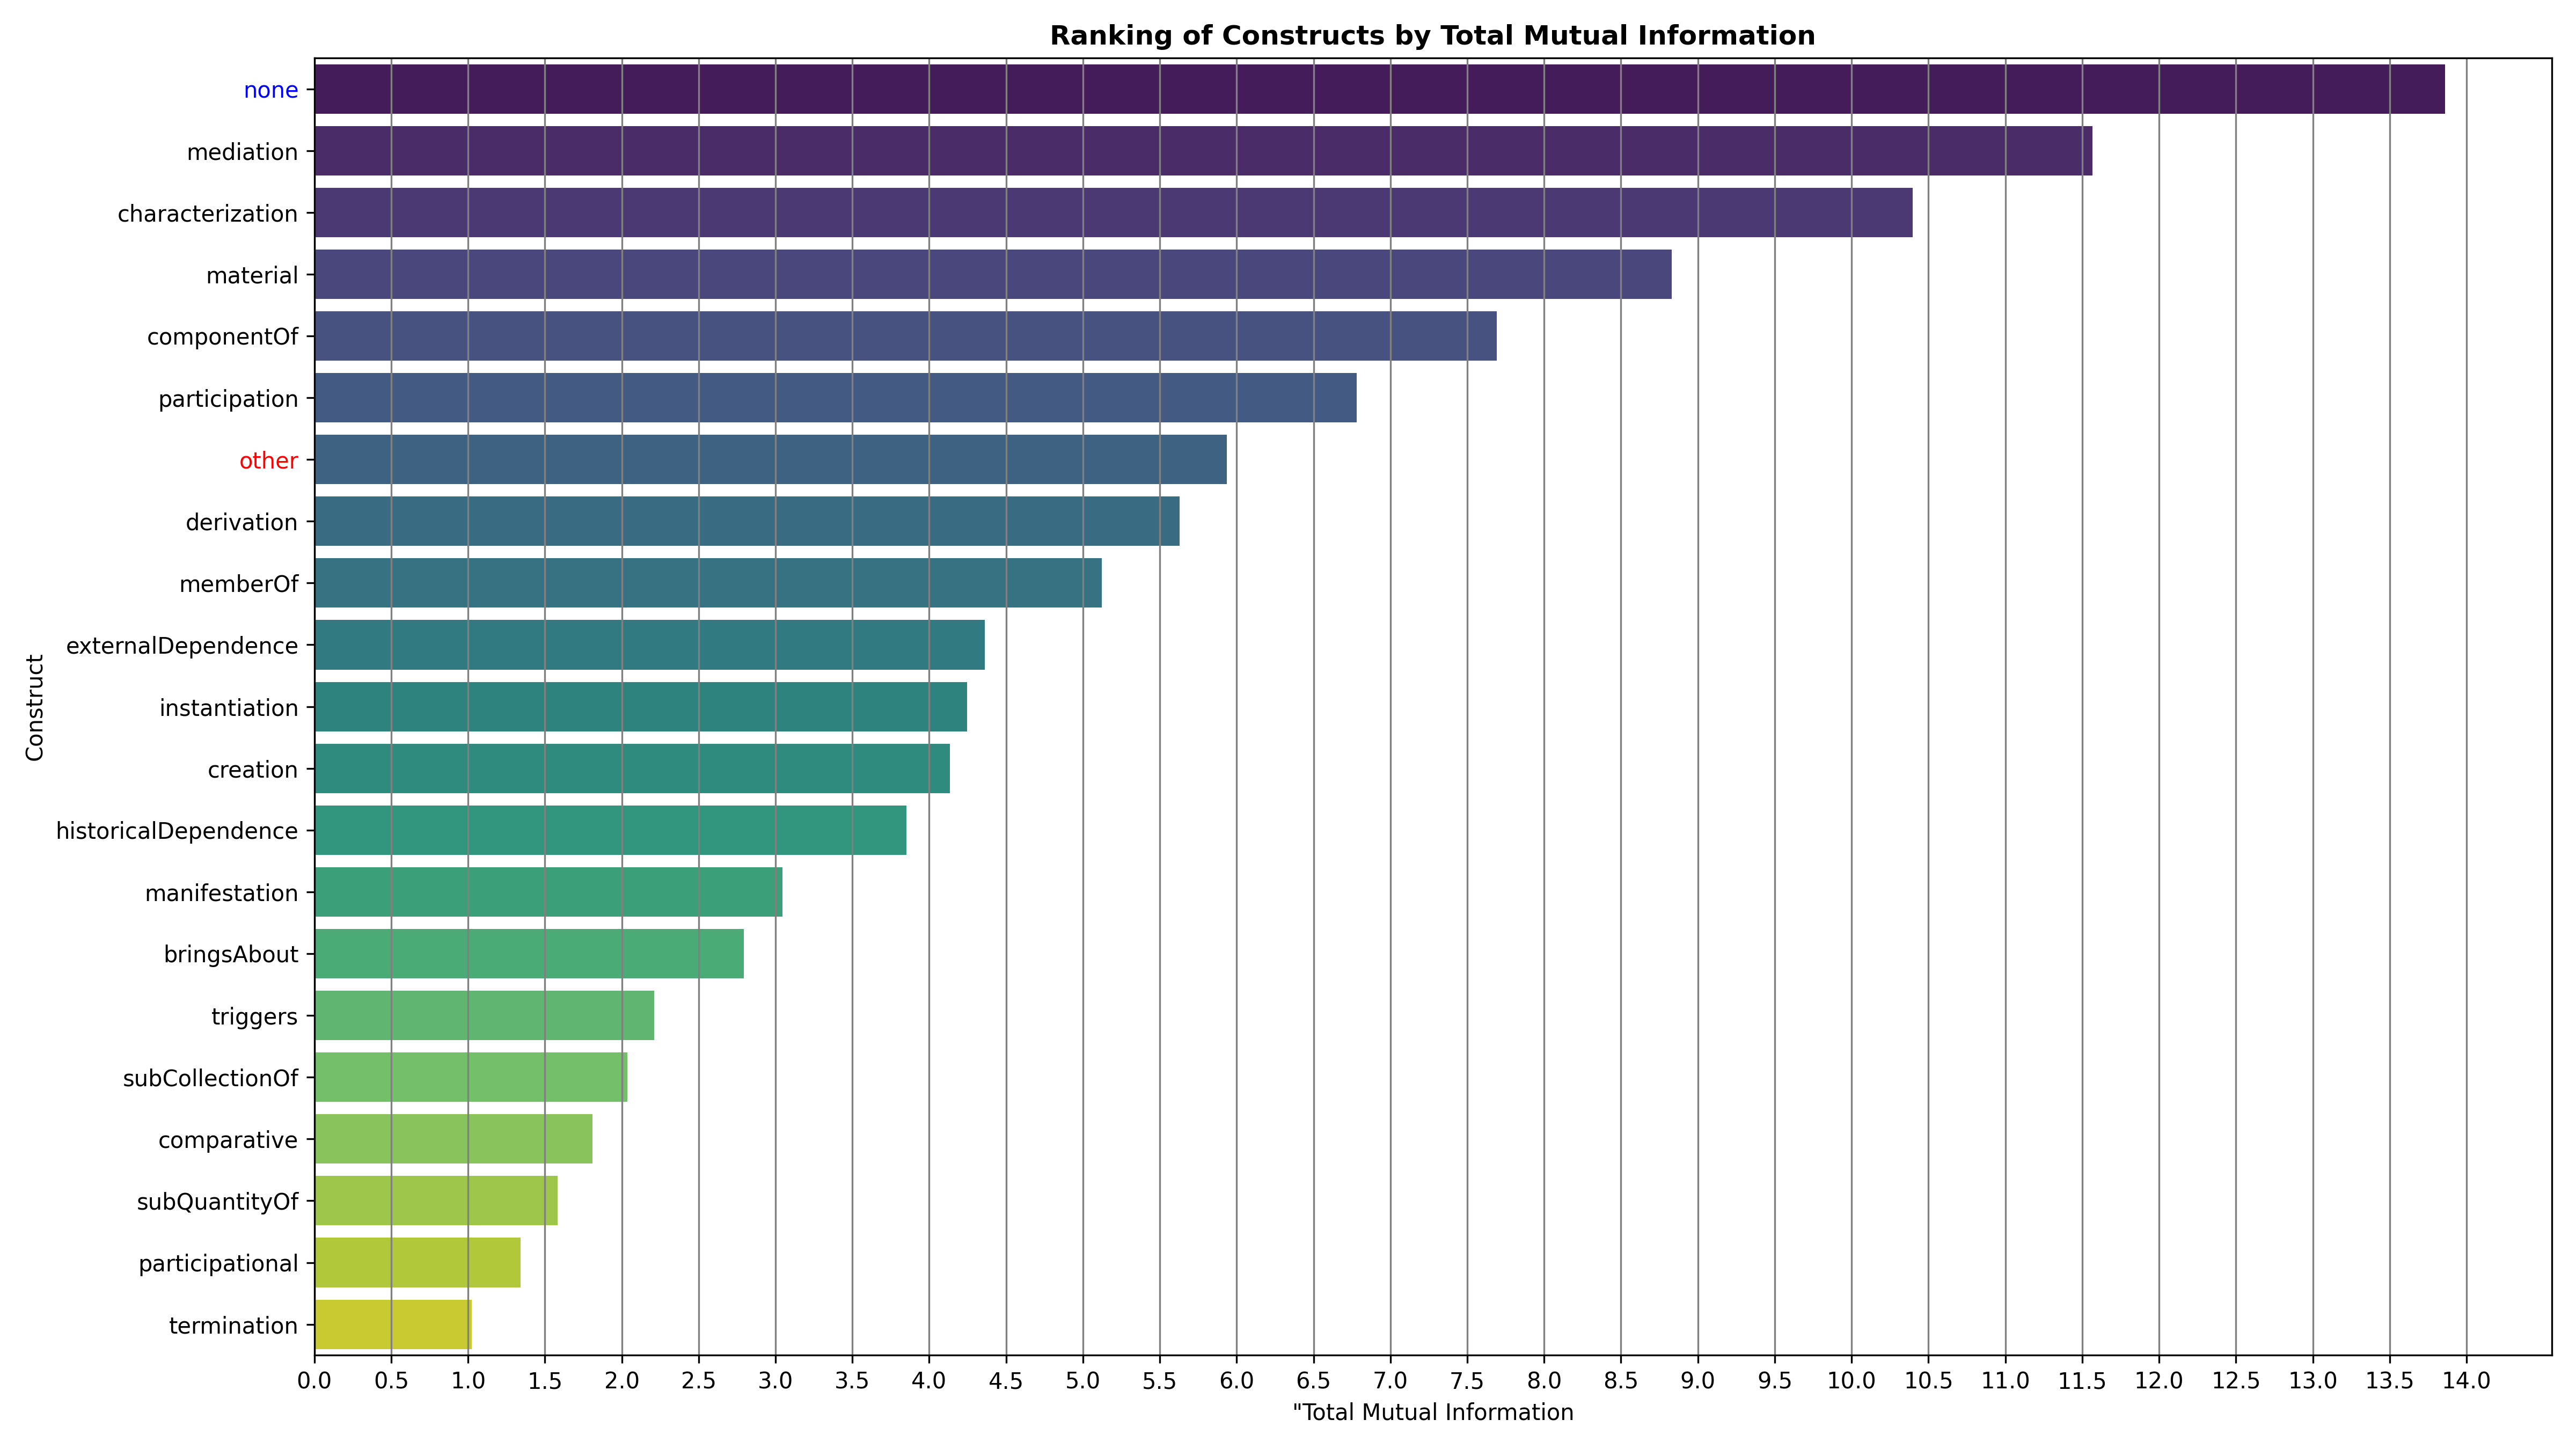 Ranking of Constructs by Total Mutual Information
none
mediation
characterization
material
componentOf
participation
other
derivation
memberOf
externalDependence
instantiation
creation
historicalDependence
manifestation
bringsAbout
triggers
subCollectionOf
comparative
subQuantityOf
participational
termination
Construct
0.0 0.5 1.0 1.5 2.0 2.5 3.0 3.5 4.0 4.5 5.0 5.5 6.0 6.5 7.0 7.5 8.0 8.5 9.0 9.5 10.0 10.5 11.0 11.5 12.0 12.5 13.0 13.5 14.0
"Total Mutual Information